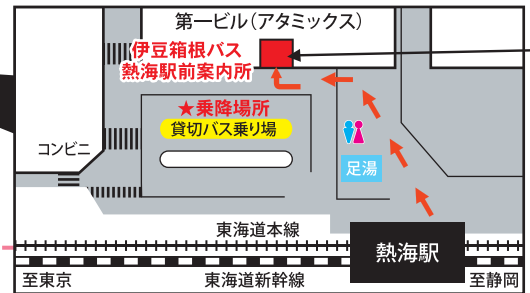 第一ビル(アタミックス)
伊豆箱根バス
熱海駅前案内所
★乗降場所
貸切バス乗り場
コンビニ
足湯
東海道本線
熱海駅
至東京
東海道新幹線
至静岡